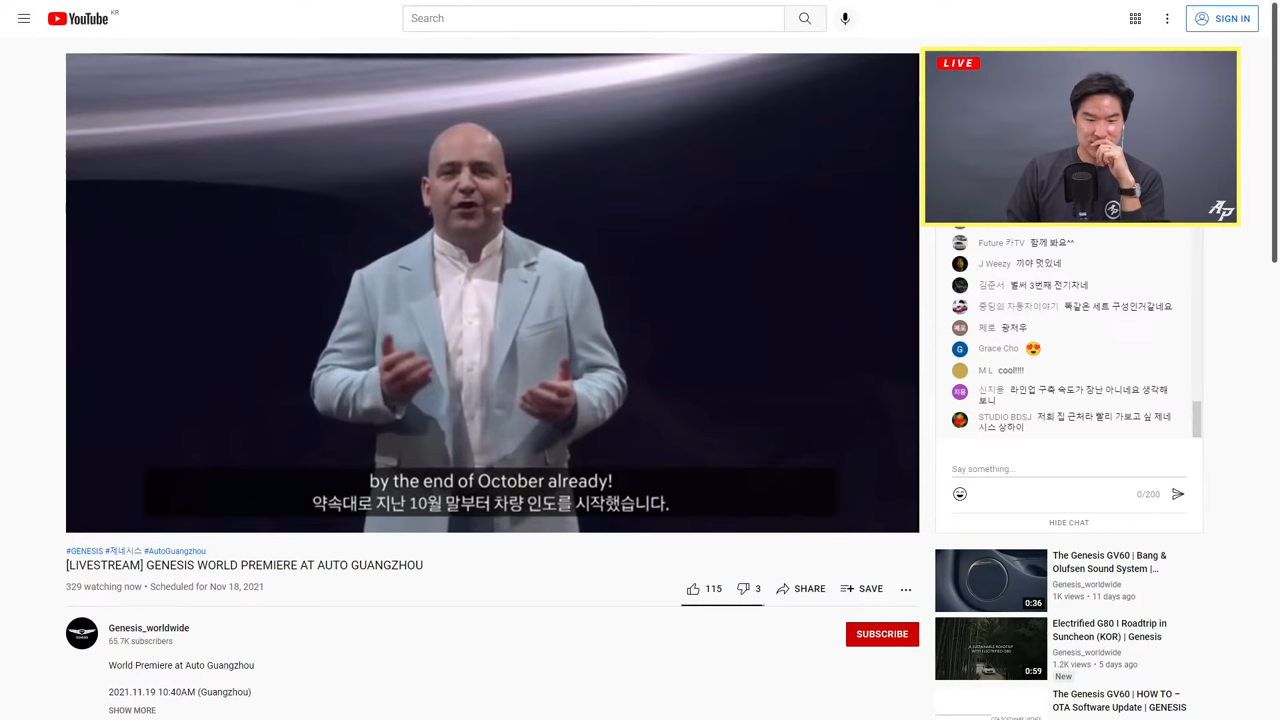 YouTube KR
Search
SIGN IN
LIVE
AP
Future 카TV 함께 봐요^^
J Weezy 끼야 멋있네
김준서 벌써 3번째 전기차네
중딩의 자동차이야기 똑같은 세트 구성인거같네요
페로 광저우
Grace Cho
M L cool!!!!
신지용 라인업 구축 속도가 장난 아니네요 생각해
보니
STUDIO BDSJ 저희 집 근처라 빨리 가보고 싶 제네
시스 상하이
by the end of October already!
약속대로 지난 10월 말부터 차량 인도를 시작했습니다.
Say something...
0/200
HIDE CHAT
#GENESIS #제네시스 #AutoGuangzhou
[LIVESTREAM] GENESIS WORLD PREMIERE AT AUTO GUANGZHOU
329 watching now • Scheduled for Nov 18, 2021
115
3
SHARE
SAVE
Genesis_worldwide
65.7K subscribers
SUBSCRIBE
World Premiere at Auto Guangzhou
2021.11.19 10:40AM (Guangzhou)
SHOW MORE
The Genesis GV60 | Bang &
Olufsen Sound System |...
Genesis_worldwide
1K views • 11 days ago
0:36
Electrified G80 I Roadtrip in
Suncheon (KOR) | Genesis
Genesis_worldwide
1.2K views • 5 days ago
New
0:59
The Genesis GV60 | HOW TO –
OTA Software Update | GENESIS